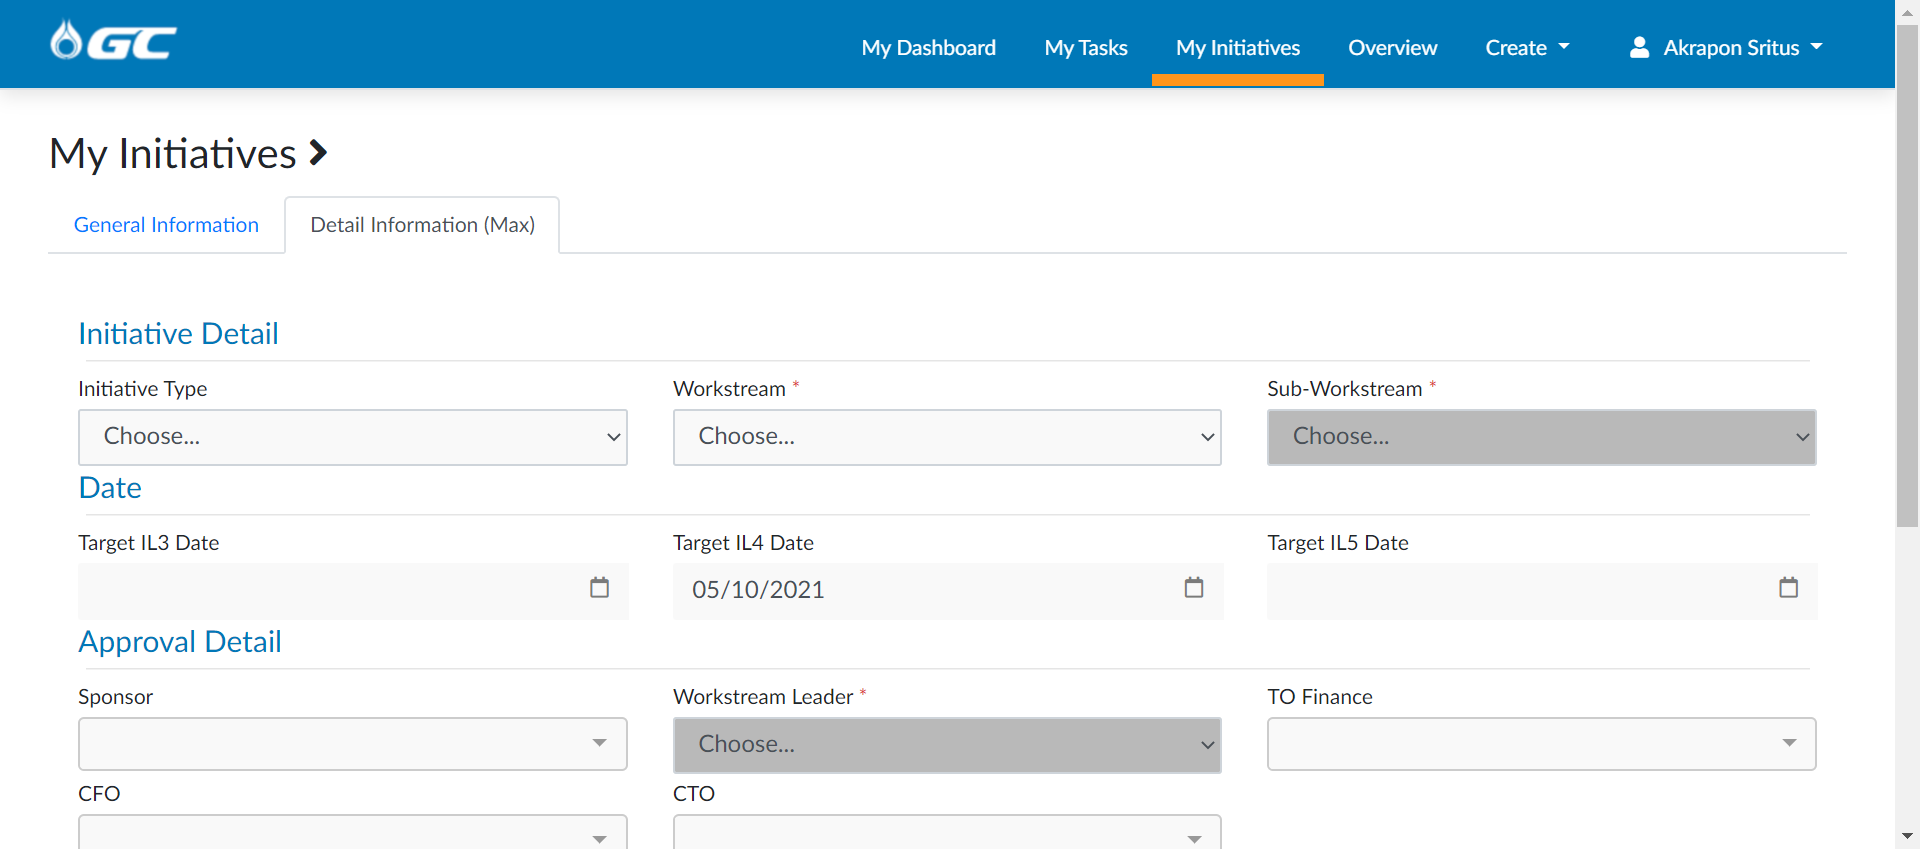 GC
My Dashboard My Tasks My Initiatives Overview Create Akrapon Sritus
My Initiatives
General Information Detail Information (Max)
Initiative Detail
Initiative Type Workstream * Sub-Workstream *
Choose... Choose... Choose...
Date
Target IL3 Date Target IL4 Date Target IL5 Date
05/10/2021
Approval Detail
Sponsor Workstream Leader * TO Finance
Choose...
CFO CTO